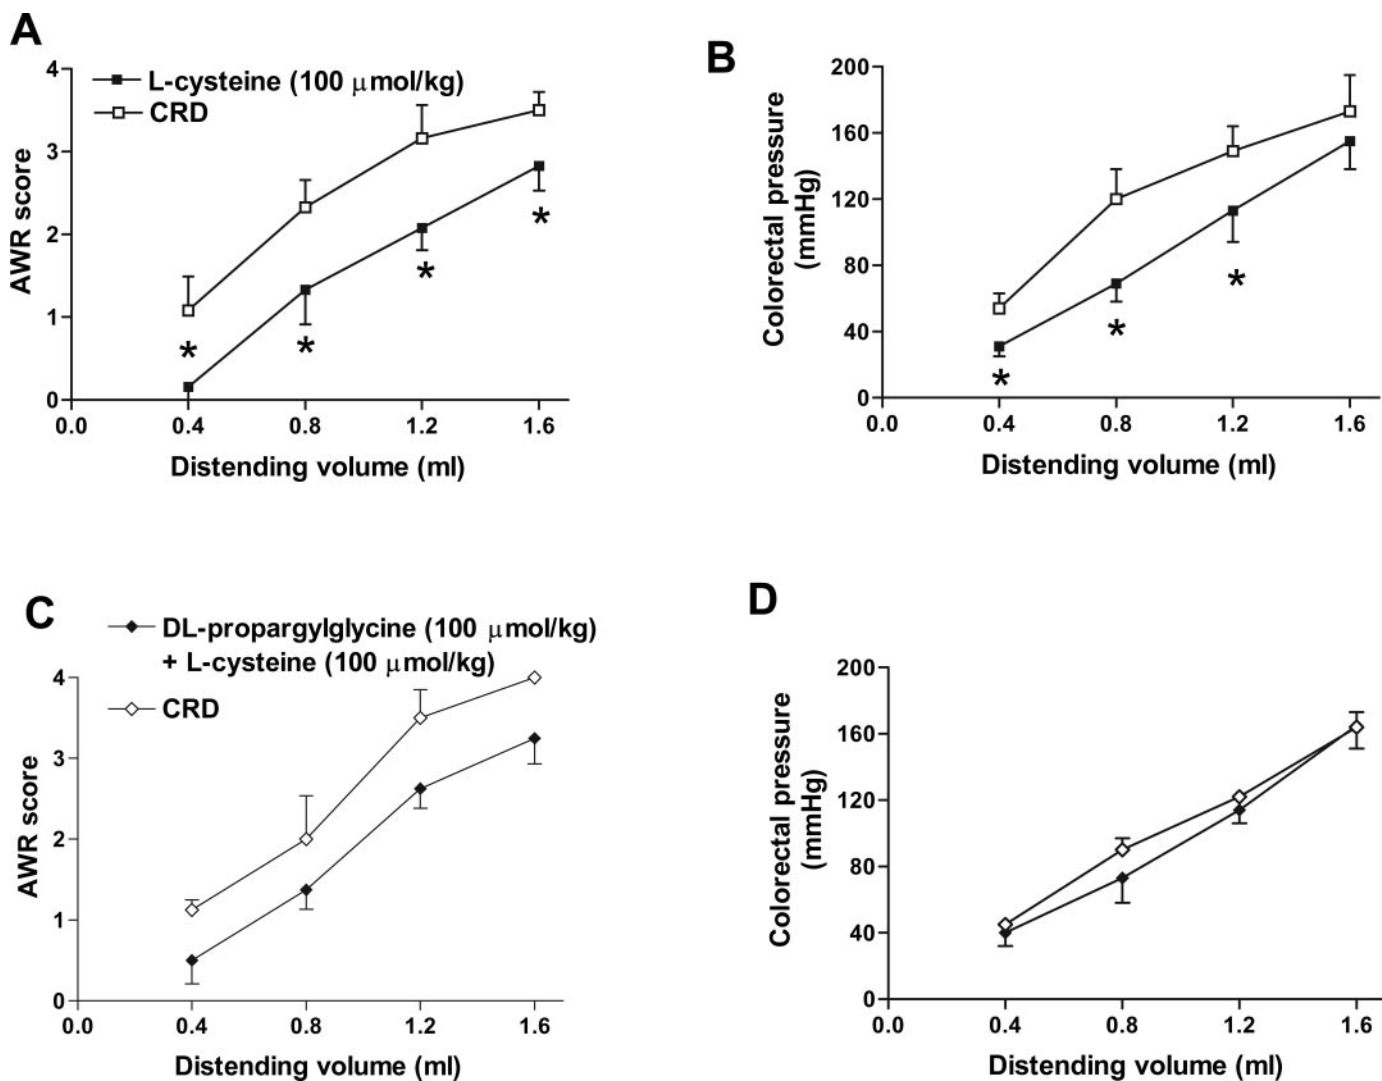 A
L-cysteine (100 μmol/kg)
CRD
AWR score
4
3
2
1
0
* * * *
0.0 0.4 0.8 1.2 1.6
Distending volume (ml)
B
Colorectal pressure
(mmHg)
200
160
120
80
40
0
* * *
0.0 0.4 0.8 1.2 1.6
Distending volume (ml)
C
DL-propargylglycine (100 μmol/kg)
+ L-cysteine (100 μmol/kg)
CRD
AWR score
4
3
2
1
0
0.0 0.4 0.8 1.2 1.6
Distending volume (ml)
D
Colorectal pressure
(mmHg)
200
160
120
80
40
0
0.0 0.4 0.8 1.2 1.6
Distending volume (ml)